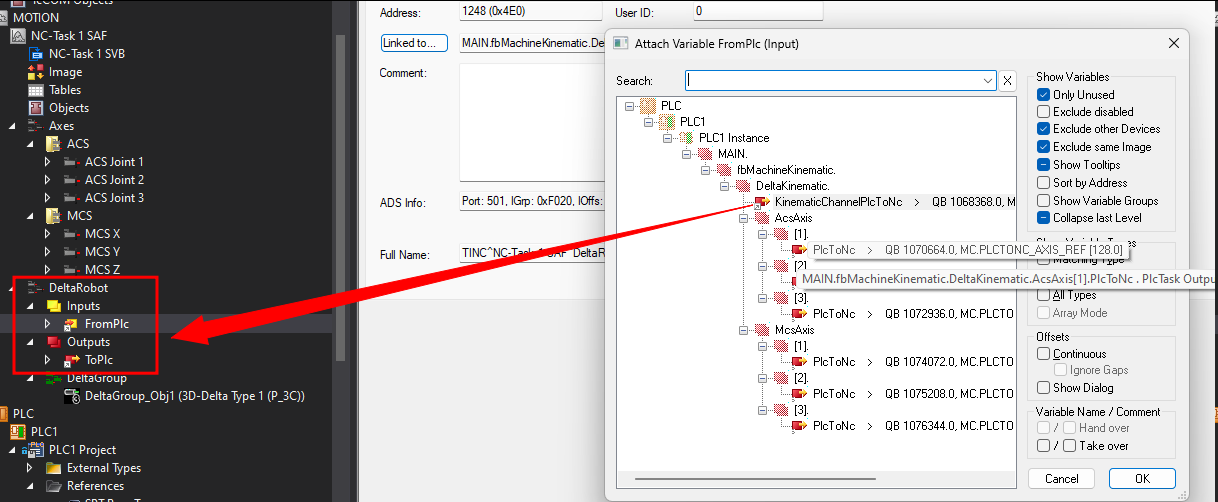 TcCOM Objects
MOTION
NC-Task 1 SAF
NC-Task 1 SVB
Image
Tables
Objects
Axes
ACS
ACS Joint 1
ACS Joint 2
ACS Joint 3
MCS
MCS X
MCS Y
MCS Z
DeltaRobot
Inputs
FromPlc
Outputs
ToPlc
DeltaGroup
DeltaGroup_Obj1 (3D-Delta Type 1 (P_3C))
PLC
PLC1
PLC1 Project
External Types
References
Address: 1248 (0x4E0) User ID: 0
Linked to... MAIN.fbMachineKinematic.De
Comment:
ADS Info: Port: 501, IGrp: 0xF020, IOffs:
Full Name: TINC^NC-Task 1 SAF^DeltaR
Attach Variable FromPlc (Input)
Search:
PLC
PLC1
PLC1 Instance
MAIN.
fbMachineKinematic.
DeltaKinematic.
KinematicChannelPlcToNc > QB 1068368.0, M
AcsAxis
[1].
PlcToNc > QB 1070664.0, MC.PLCTONC_AXIS_REF [128.0]
[2]
MAIN.fbMachineKinematic.DeltaKinematic.AcsAxis[1].PlcToNc . PlcTask Outpu
[3].
PlcToNc > QB 1072936.0, MC.PLCTO
McsAxis
[1].
PlcToNc > QB 1074072.0, MC.PLCTO
[2].
PlcToNc > QB 1075208.0, MC.PLCTO
[3].
PlcToNc > QB 1076344.0, MC.PLCTO
Show Variables
Only Unused
Exclude disabled
Exclude other Devices
Exclude same Image
Show Tooltips
Sort by Address
Show Variable Groups
Collapse last Level
Show Variable Types
Matching Type
All Types
Array Mode
Offsets
Continuous
Ignore Gaps
Show Dialog
Variable Name / Comment
/ Hand over
/ Take over
Cancel OK